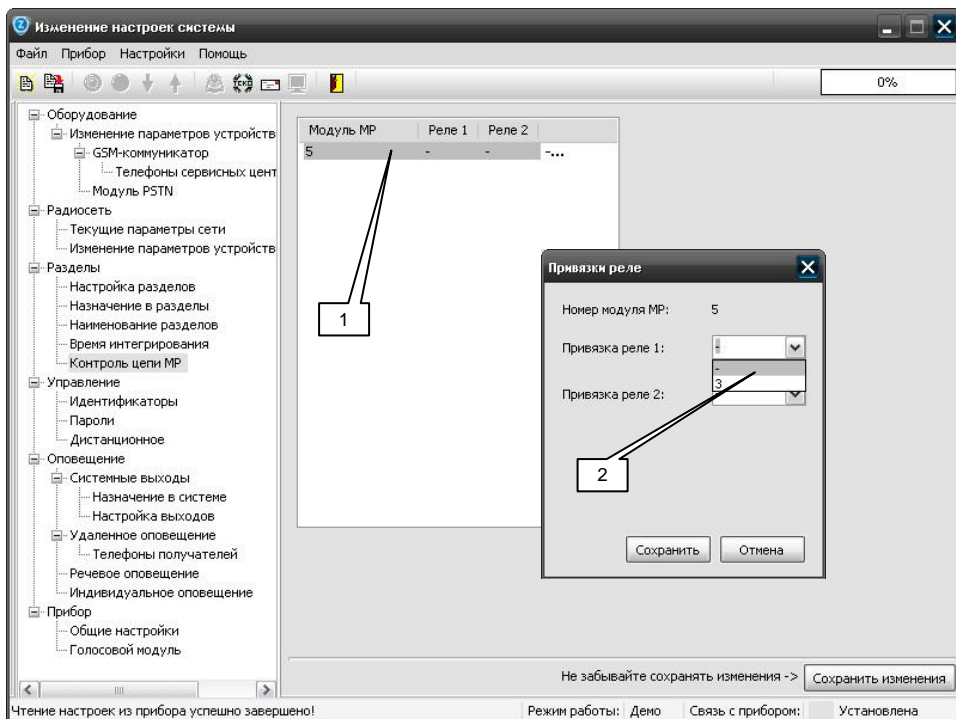 Изменение настроек системы
Файл Прибор Настройки Помощь
0%
Оборудование
Изменение параметров устройств
GSM-коммуникатор
Телефоны сервисных цент
Модуль PSTN
Радиосеть
Текущие параметры сети
Изменение параметров устройств
Разделы
Настройка разделов
Назначение в разделы
Наименование разделов
Время интегрирования
Контроль цепи МР
Управление
Идентификаторы
Пароли
Дистанционное
Оповещение
Системные выходы
Назначение в системе
Настройка выходов
Удаленное оповещение
Телефоны получателей
Речевое оповещение
Индивидуальное оповещение
Прибор
Общие настройки
Голосовой модуль
Модуль МР Реле 1 Реле 2
5 - - -...
1
Привязки реле
Номер модуля МР: 5
Привязка реле 1: -
-
3
Привязка реле 2:
2
Сохранить Отмена
Не забывайте сохранять изменения -> Сохранить изменения
Чтение настроек из прибора успешно завершено! Режим работы: Демо Связь с прибором: Установлена